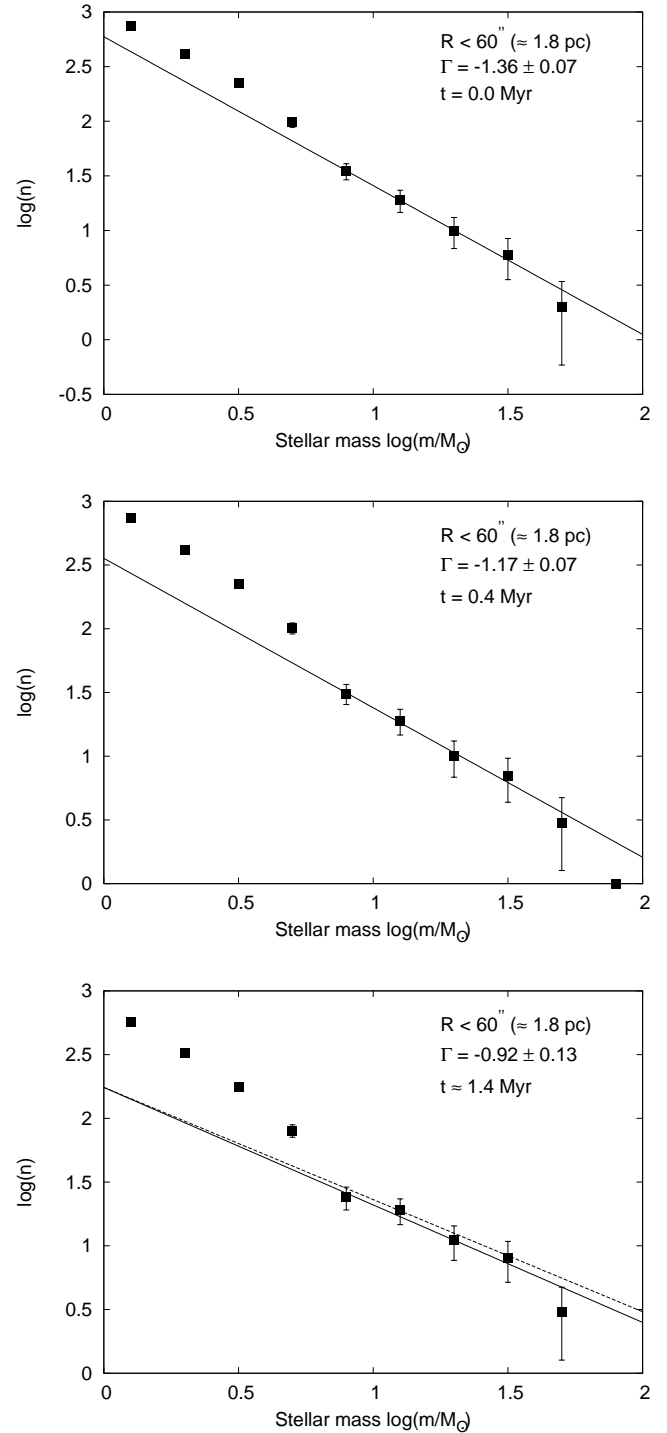 3
2.5
2
1.5
1
0.5
0
-0.5
log(n)
R < 60'' (≈ 1.8 pc)
Γ = -1.36 ± 0.07
t = 0.0 Myr
0 0.5 1 1.5 2
Stellar mass log(m/M⊙)
3
2.5
2
1.5
1
0.5
0
log(n)
R < 60'' (≈ 1.8 pc)
Γ = -1.17 ± 0.07
t = 0.4 Myr
0 0.5 1 1.5 2
Stellar mass log(m/M⊙)
3
2.5
2
1.5
1
0.5
0
log(n)
R < 60'' (≈ 1.8 pc)
Γ = -0.92 ± 0.13
t ≈ 1.4 Myr
0 0.5 1 1.5 2
Stellar mass log(m/M⊙)